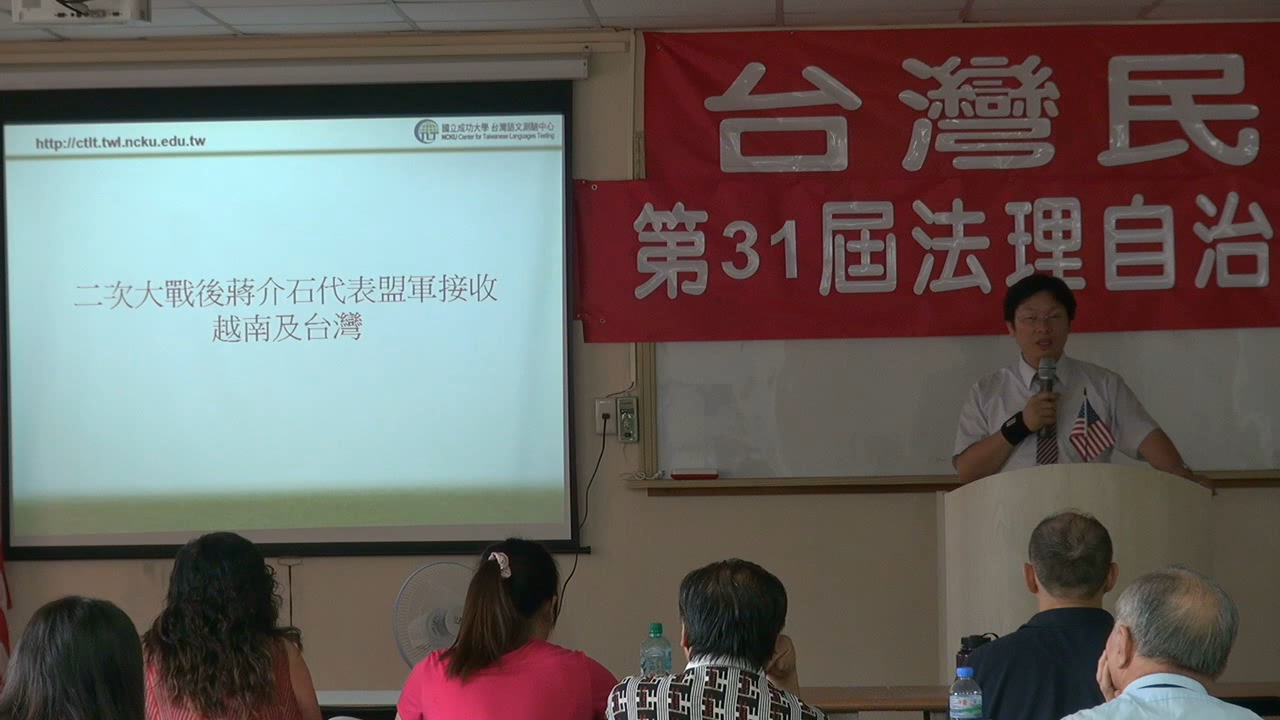 http://ctlt.twl.ncku.edu.tw
國立成功大學 台灣語文測驗中心
NCKU Center for Taiwanese Languages Testing
二次大戰後蔣介石代表盟軍接收
越南及台灣
台灣民
第31屆法理自治